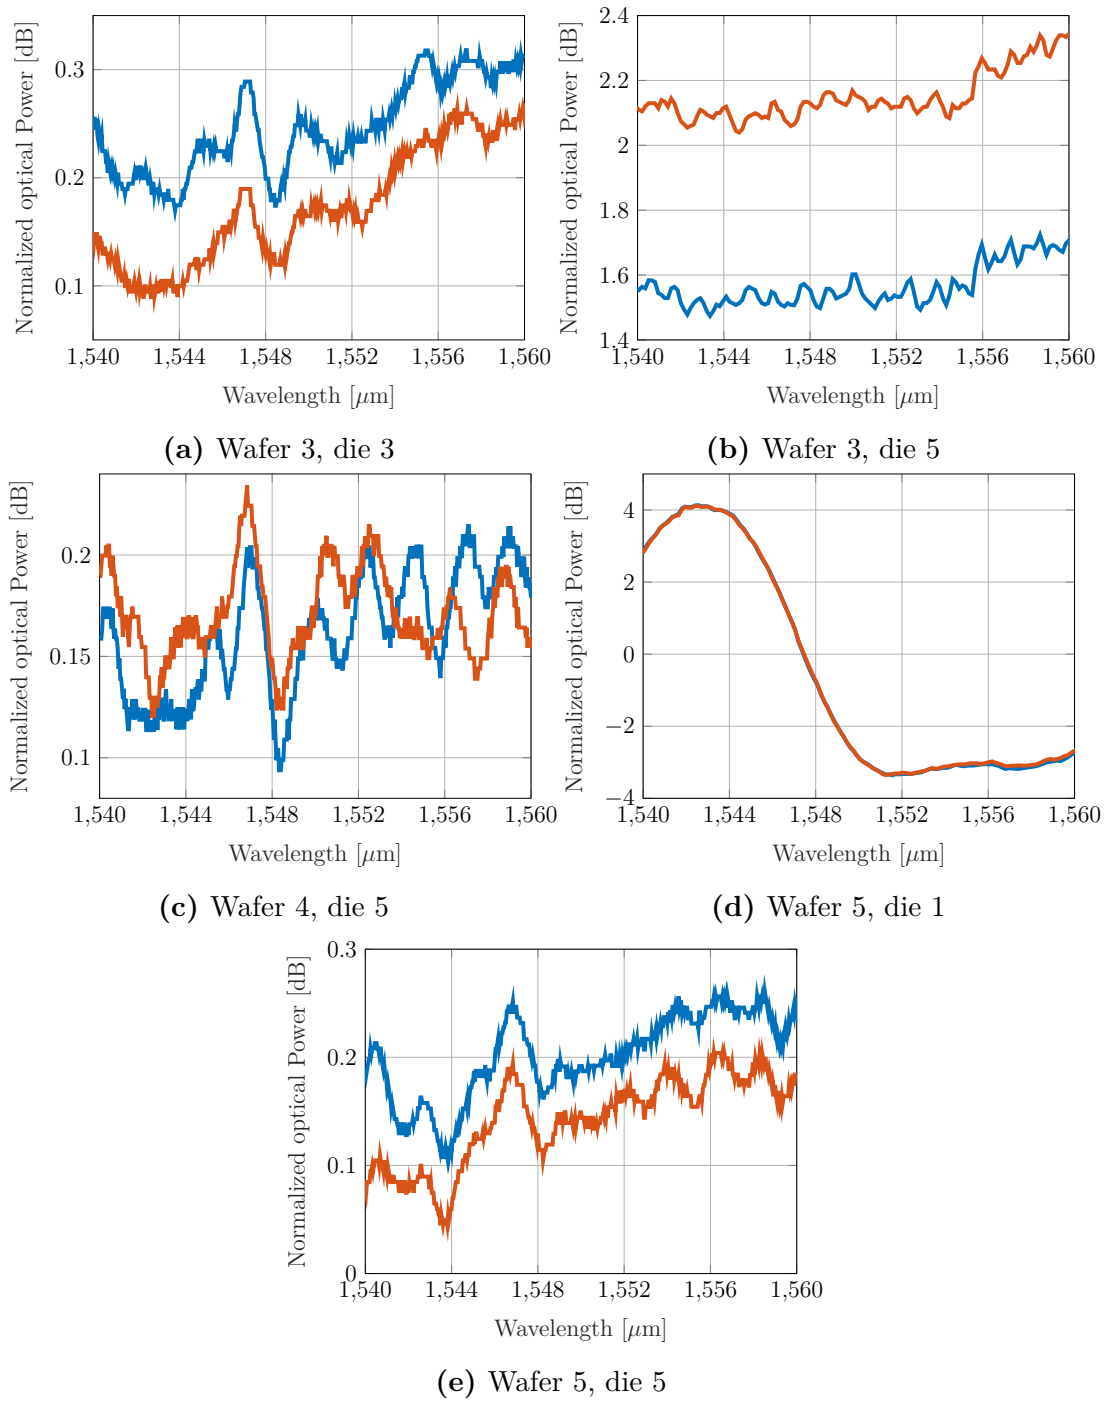 Normalized optical Power [dB]
0.3
0.2
0.1
1,540 1,544 1,548 1,552 1,556 1,560
Wavelength [μm]
(a) Wafer 3, die 3
Normalized optical Power [dB]
2.4
2.2
2
1.8
1.6
1.4
1,540 1,544 1,548 1,552 1,556 1,560
Wavelength [μm]
(b) Wafer 3, die 5
Normalized optical Power [dB]
0.2
0.15
0.1
1,540 1,544 1,548 1,552 1,556 1,560
Wavelength [μm]
(c) Wafer 4, die 5
Normalized optical Power [dB]
4
2
0
−2
−4
1,540 1,544 1,548 1,552 1,556 1,560
Wavelength [μm]
(d) Wafer 5, die 1
Normalized optical Power [dB]
0.3
0.2
0.1
0
1,540 1,544 1,548 1,552 1,556 1,560
Wavelength [μm]
(e) Wafer 5, die 5